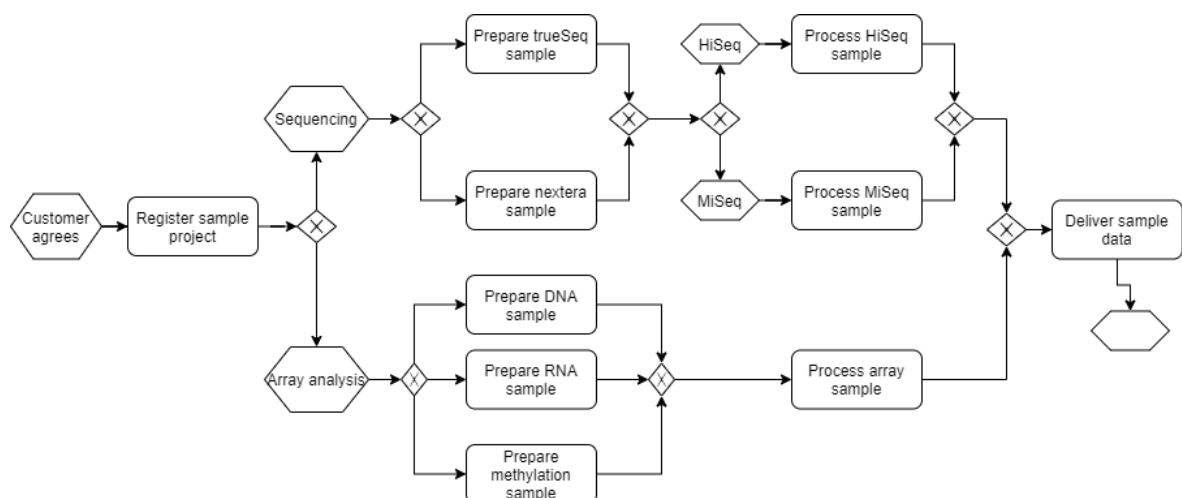 Prepare trueSeq
sample
HiSeq
Process HiSeq
sample
Sequencing
X
X
X
X
Prepare nextera
sample
MiSeq
Process MiSeq
sample
Customer
agrees
Register sample
project
X
X
Deliver sample
data
Prepare DNA
sample
Array analysis
X
Prepare RNA
sample
X
Process array
sample
Prepare
methylation
sample